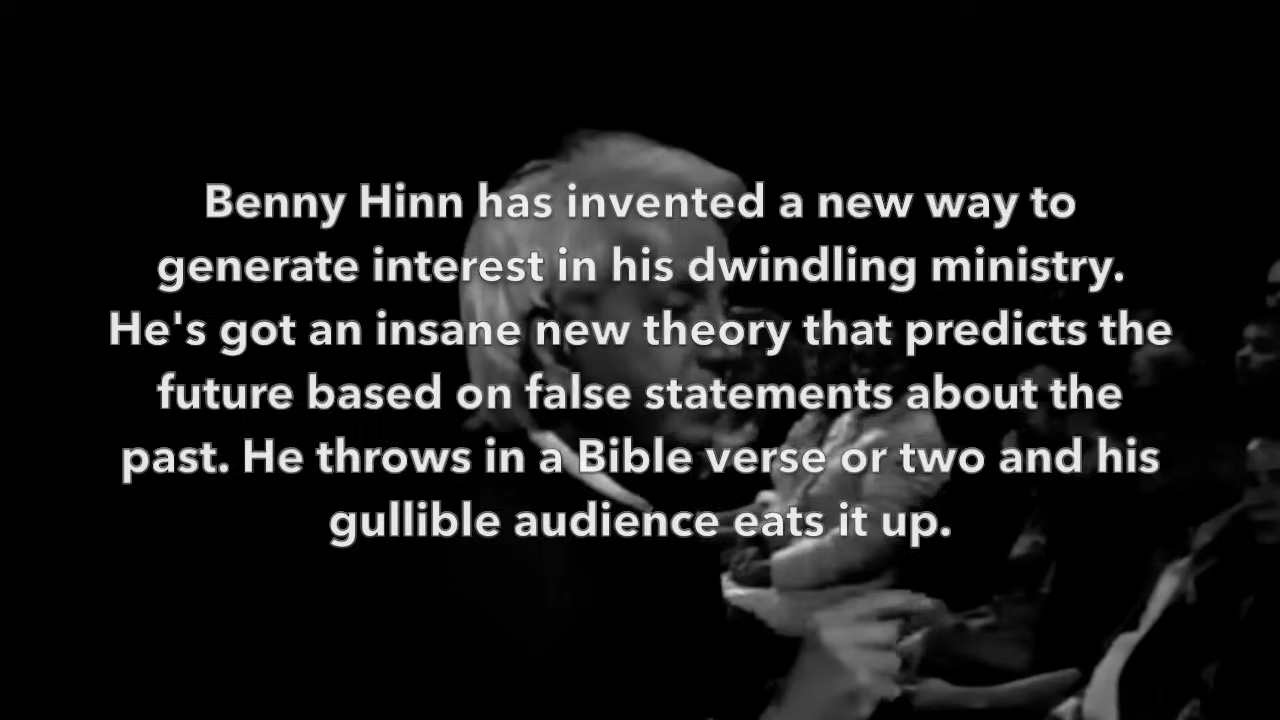 Benny Hinn has invented a new way to
generate interest in his dwindling ministry.
He's got an insane new theory that predicts the
future based on false statements about the
past. He throws in a Bible verse or two and his
gullible audience eats it up.